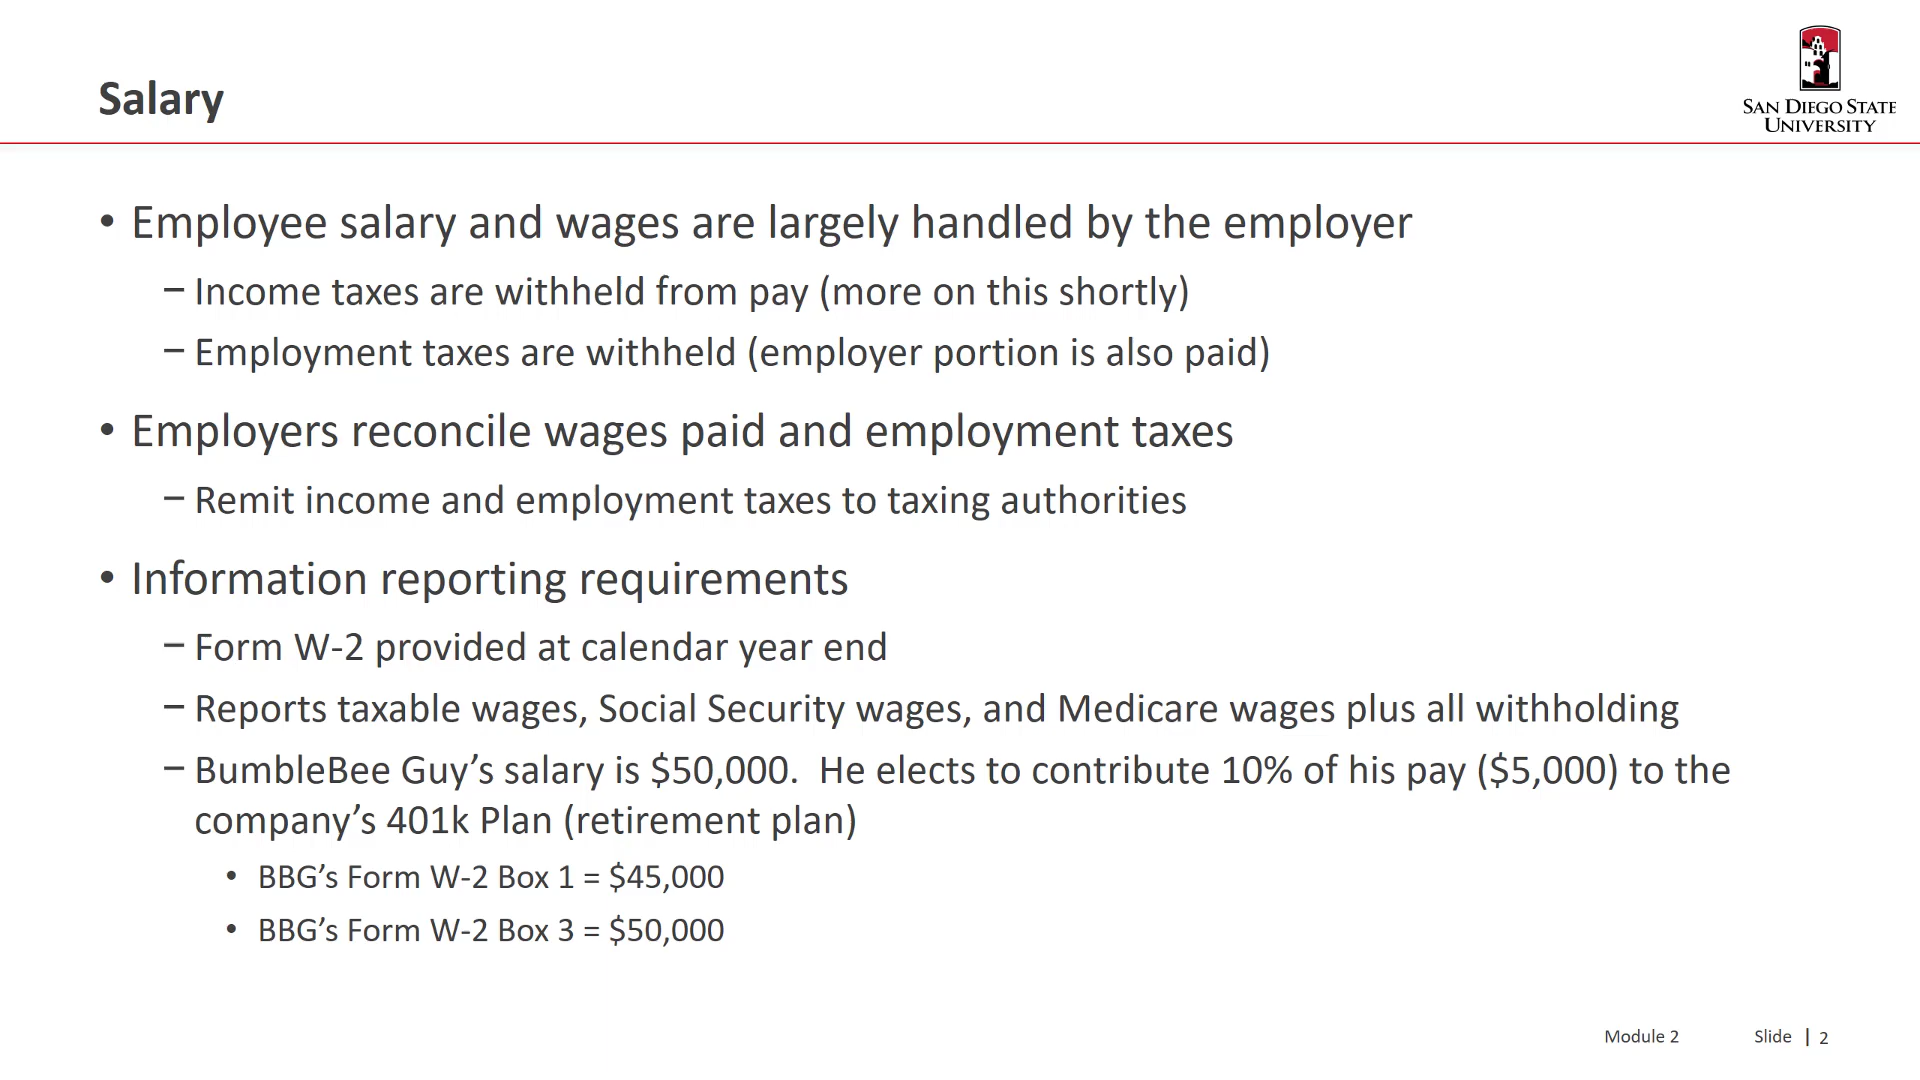 Salary
SAN DIEGO STATE
UNIVERSITY
• Employee salary and wages are largely handled by the employer
– Income taxes are withheld from pay (more on this shortly)
– Employment taxes are withheld (employer portion is also paid)
• Employers reconcile wages paid and employment taxes
– Remit income and employment taxes to taxing authorities
• Information reporting requirements
– Form W-2 provided at calendar year end
– Reports taxable wages, Social Security wages, and Medicare wages plus all withholding
– BumbleBee Guy’s salary is $50,000.  He elects to contribute 10% of his pay ($5,000) to the
company’s 401k Plan (retirement plan)
• BBG’s Form W-2 Box 1 = $45,000
• BBG’s Form W-2 Box 3 = $50,000
Module 2 Slide | 2